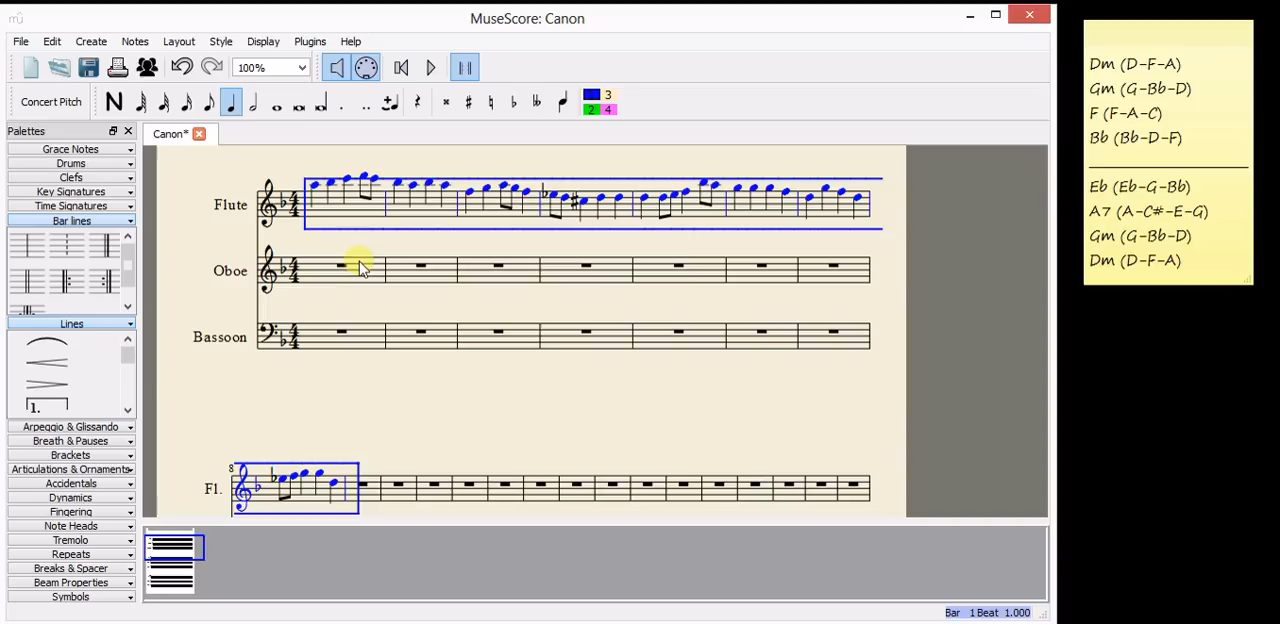 MuseScore: Canon
File Edit Create Notes Layout Style Display Plugins Help
100%
Concert Pitch N 3
2 4
Palettes
Canon*
Grace Notes
Drums
Clefs
Key Signatures
Time Signatures
Bar lines
Lines
1.
Arpeggio & Glissando
Breath & Pauses
Brackets
Articulations & Ornaments
Accidentals
Dynamics
Fingering
Note Heads
Tremolo
Repeats
Breaks & Spacer
Beam Properties
Symbols
Flute
Oboe
Bassoon
8
Fl.
Bar 1 Beat 1.000
Dm (D-F-A)
Gm (G-Bb-D)
F (F-A-C)
Bb (Bb-D-F)
Eb (Eb-G-Bb)
A7 (A-C#-E-G)
Gm (G-Bb-D)
Dm (D-F-A)